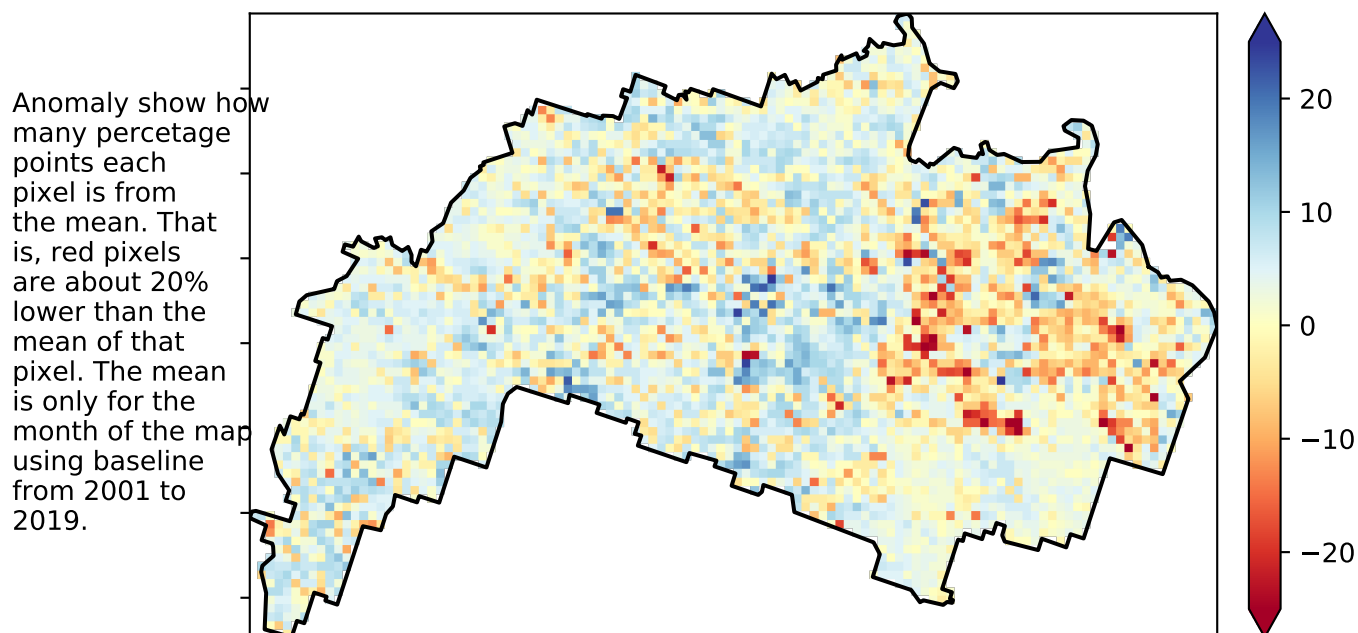 Anomaly show how
many percetage
points each
pixel is from
the mean. That
is, red pixels
are about 20%
lower than the
mean of that
pixel. The mean
is only for the
month of the map
using baseline
from 2001 to
2019.
20
10
0
−10
−20